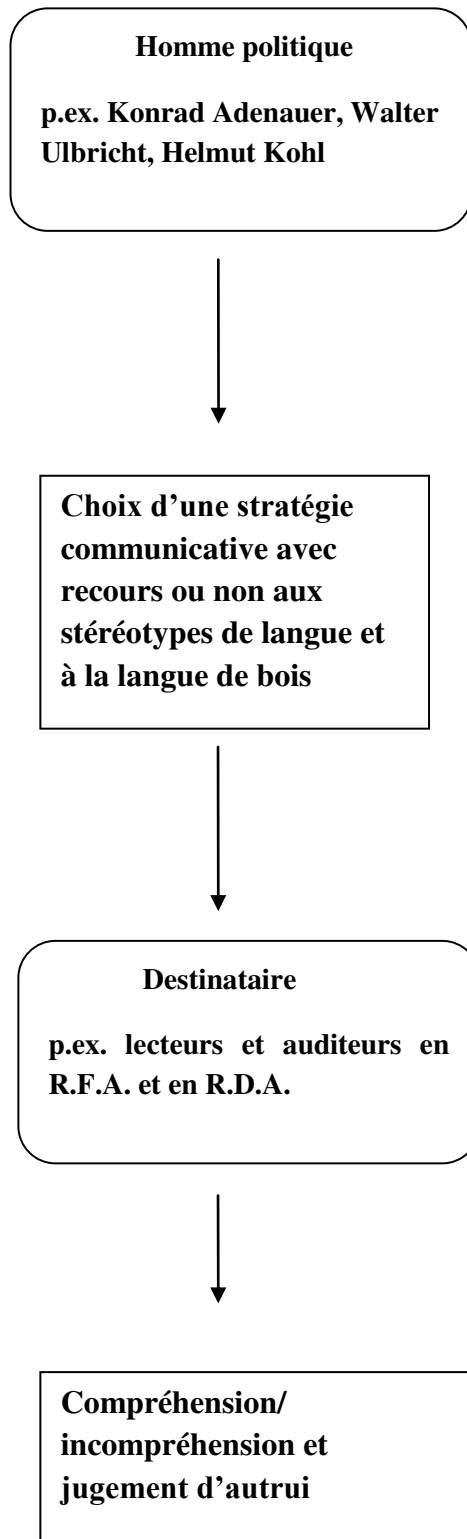 Homme politique
p.ex. Konrad Adenauer, Walter
Ulbricht, Helmut Kohl
Choix d’une stratégie
communicative avec
recours ou non aux
stéréotypes de langue et
à la langue de bois
Destinataire
p.ex. lecteurs et auditeurs en
R.F.A. et en R.D.A.
Compréhension/
incompréhension et
jugement d’autrui